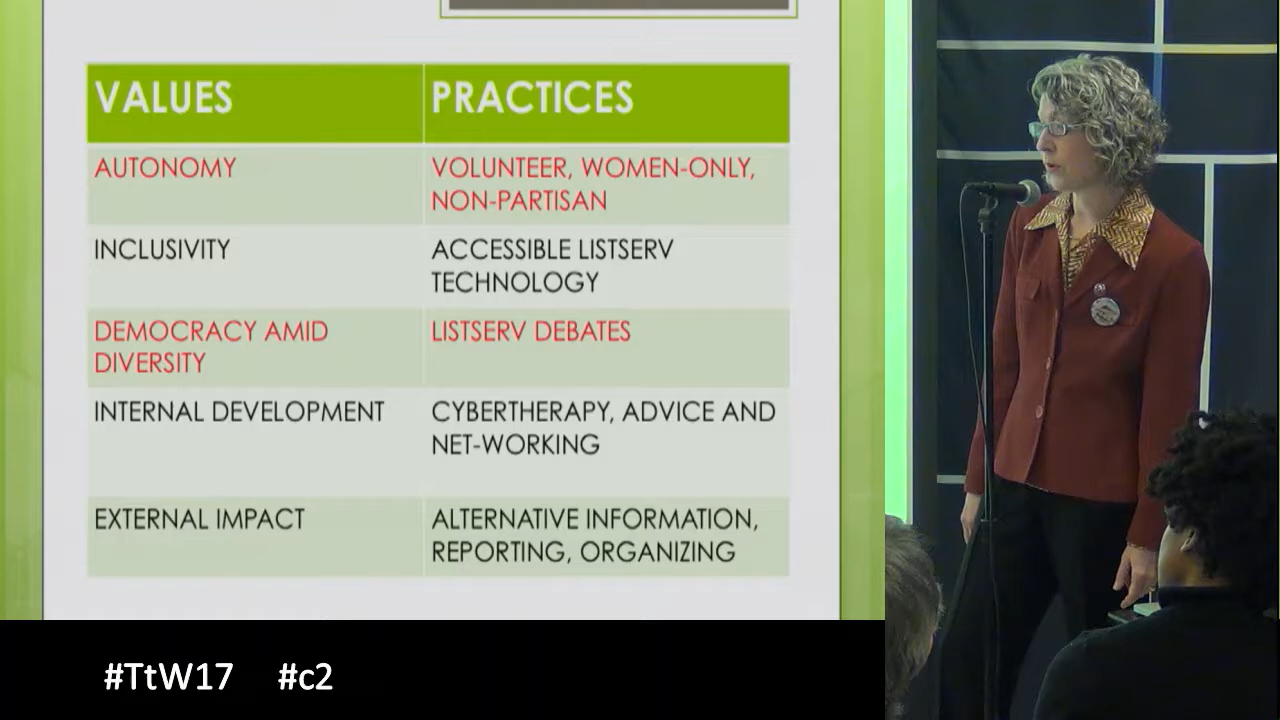 VALUES
PRACTICES
AUTONOMY
VOLUNTEER, WOMEN-ONLY,
NON-PARTISAN
INCLUSIVITY
ACCESSIBLE LISTSERV
TECHNOLOGY
DEMOCRACY AMID
DIVERSITY
LISTSERV DEBATES
INTERNAL DEVELOPMENT
CYBERTHERAPY, ADVICE AND
NET-WORKING
EXTERNAL IMPACT
ALTERNATIVE INFORMATION,
REPORTING, ORGANIZING
#TtW17 #c2